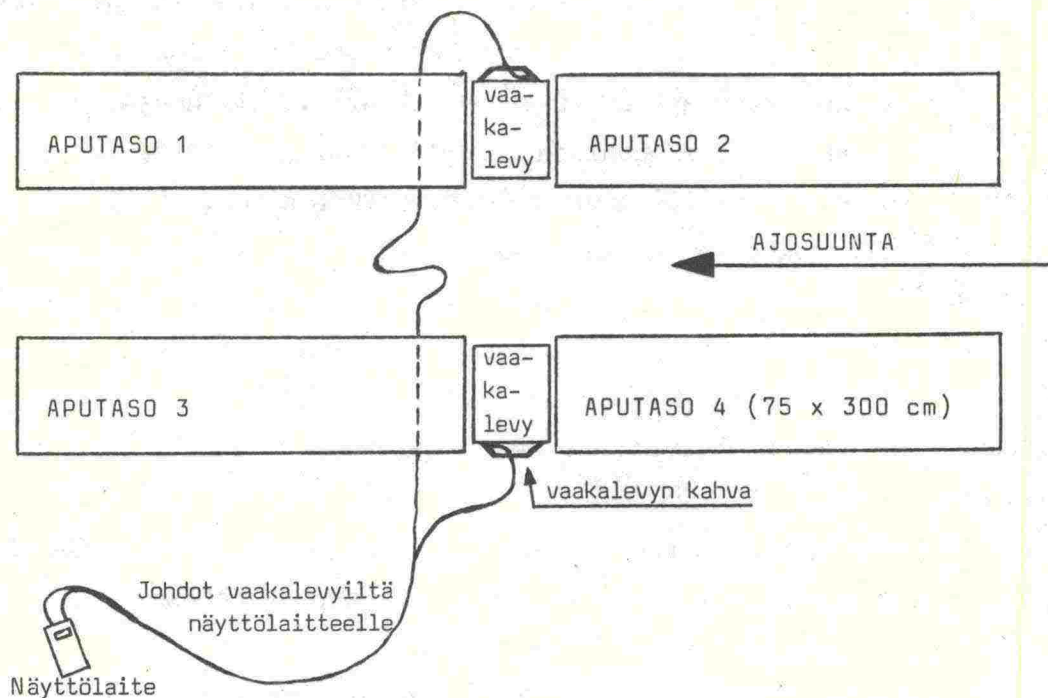 vaa-
ka-
levy
APUTASO 1
APUTASO 2
AJOSUUNTA
vaa-
ka-
levy
APUTASO 3
APUTASO 4 (75 x 300 cm)
vaakalevyn kahva
Johdot vaakalevyiltä
näyttölaitteelle
Näyttölaite